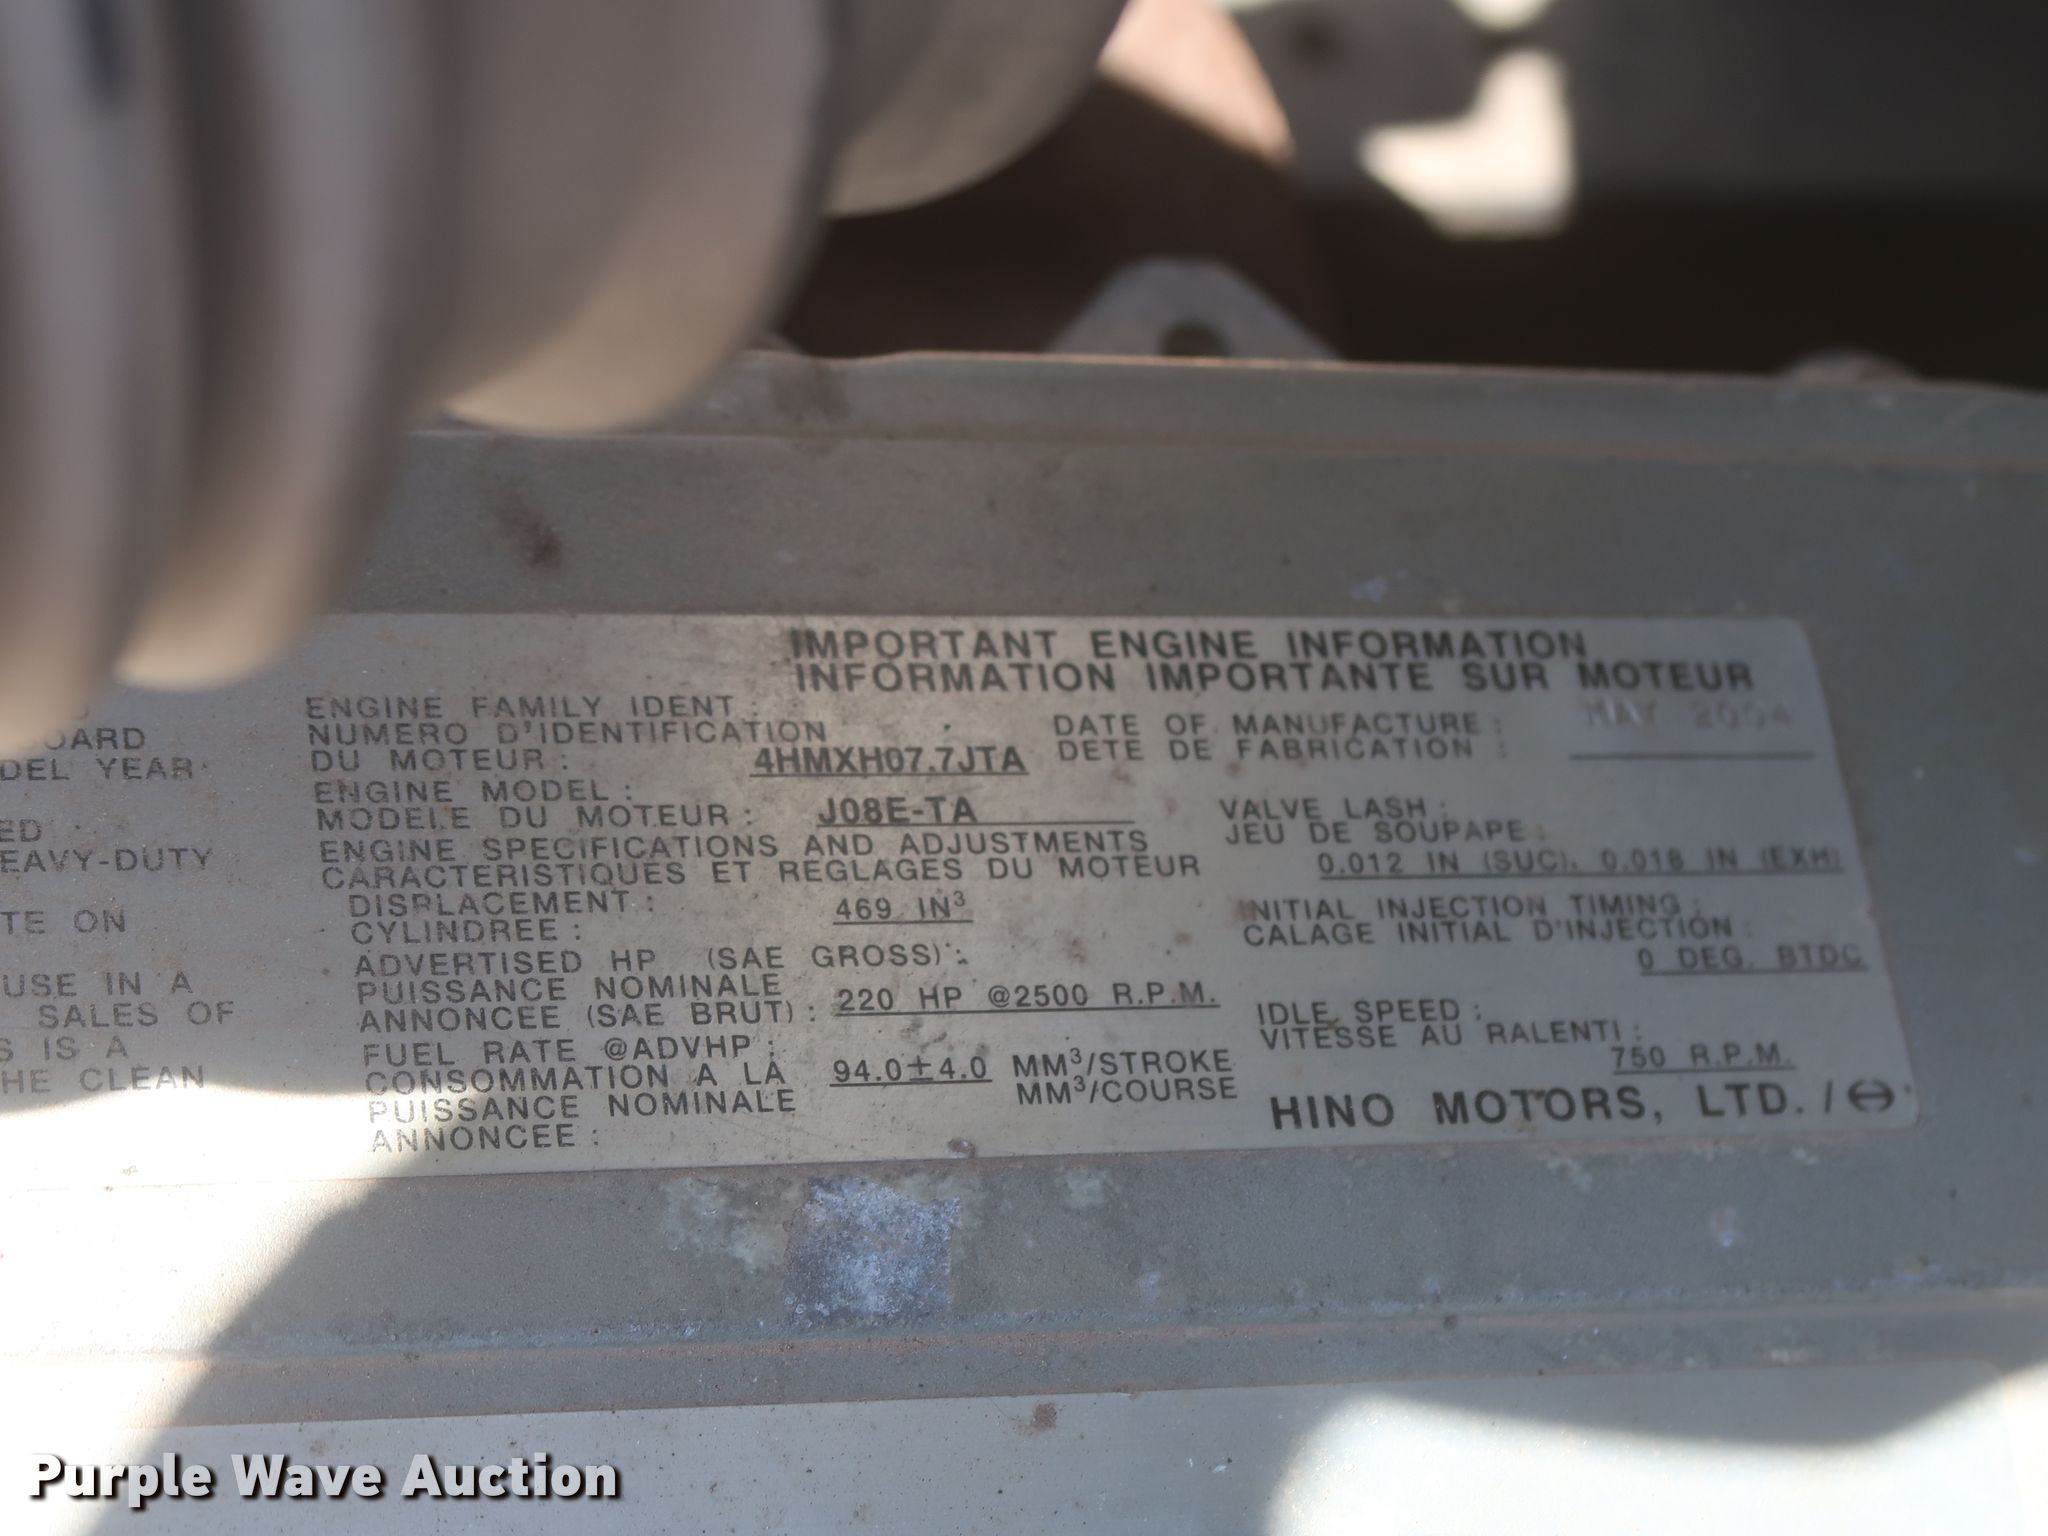 IMPORTANT ENGINE INFORMATION
INFORMATION IMPORTANTE SUR MOTEUR
OARD
DEL YEAR
ED
EAVY-DUTY
TE ON
USE IN A
SALES OF
S IS A
HE CLEAN
ENGINE FAMILY IDENT :
NUMERO D'IDENTIFICATION
DU MOTEUR : 4HMXH07.7JTA
ENGINE MODEL :
MODELE DU MOTEUR : J08E-TA
ENGINE SPECIFICATIONS AND ADJUSTMENTS
CARACTERISTIQUES ET REGLAGES DU MOTEUR
DISPLACEMENT : 469 IN³
CYLINDREE :
ADVERTISED HP (SAE GROSS) :
PUISSANCE NOMINALE
ANNONCEE (SAE BRUT) : 220 HP @2500 R.P.M.
FUEL RATE @ADVHP :
CONSOMMATION A LA 94.0±4.0 MM³/STROKE
PUISSANCE NOMINALE MM³/COURSE
ANNONCEE :
DATE OF MANUFACTURE : MAY 2004
DETE DE FABRICATION :
VALVE LASH :
JEU DE SOUPAPE :
0.012 IN (SUC). 0.018 IN (EXH)
INITIAL INJECTION TIMING :
CALAGE INITIAL D'INJECTION :
0 DEG. BTDC
IDLE SPEED :
VITESSE AU RALENTI :
750 R.P.M.
HINO MOTORS, LTD. /
Purple Wave Auction